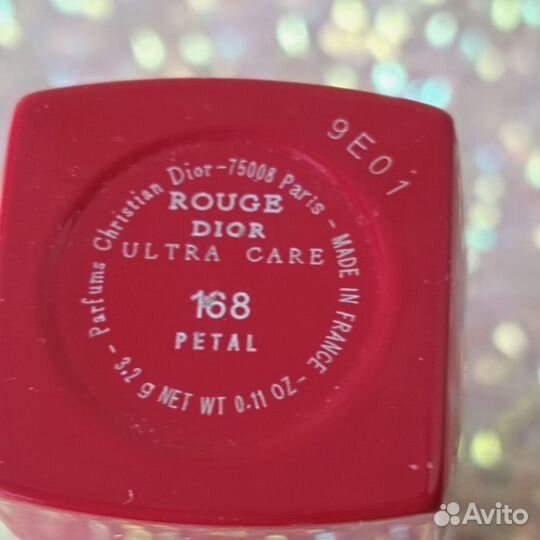 9E01
Parfums Christian Dior-75008 Paris - MADE IN FRANCE - 3.2 g NET WT 0.11 OZ-
ROUGE
DIOR
ULTRA CARE
168
PETAL
Avito